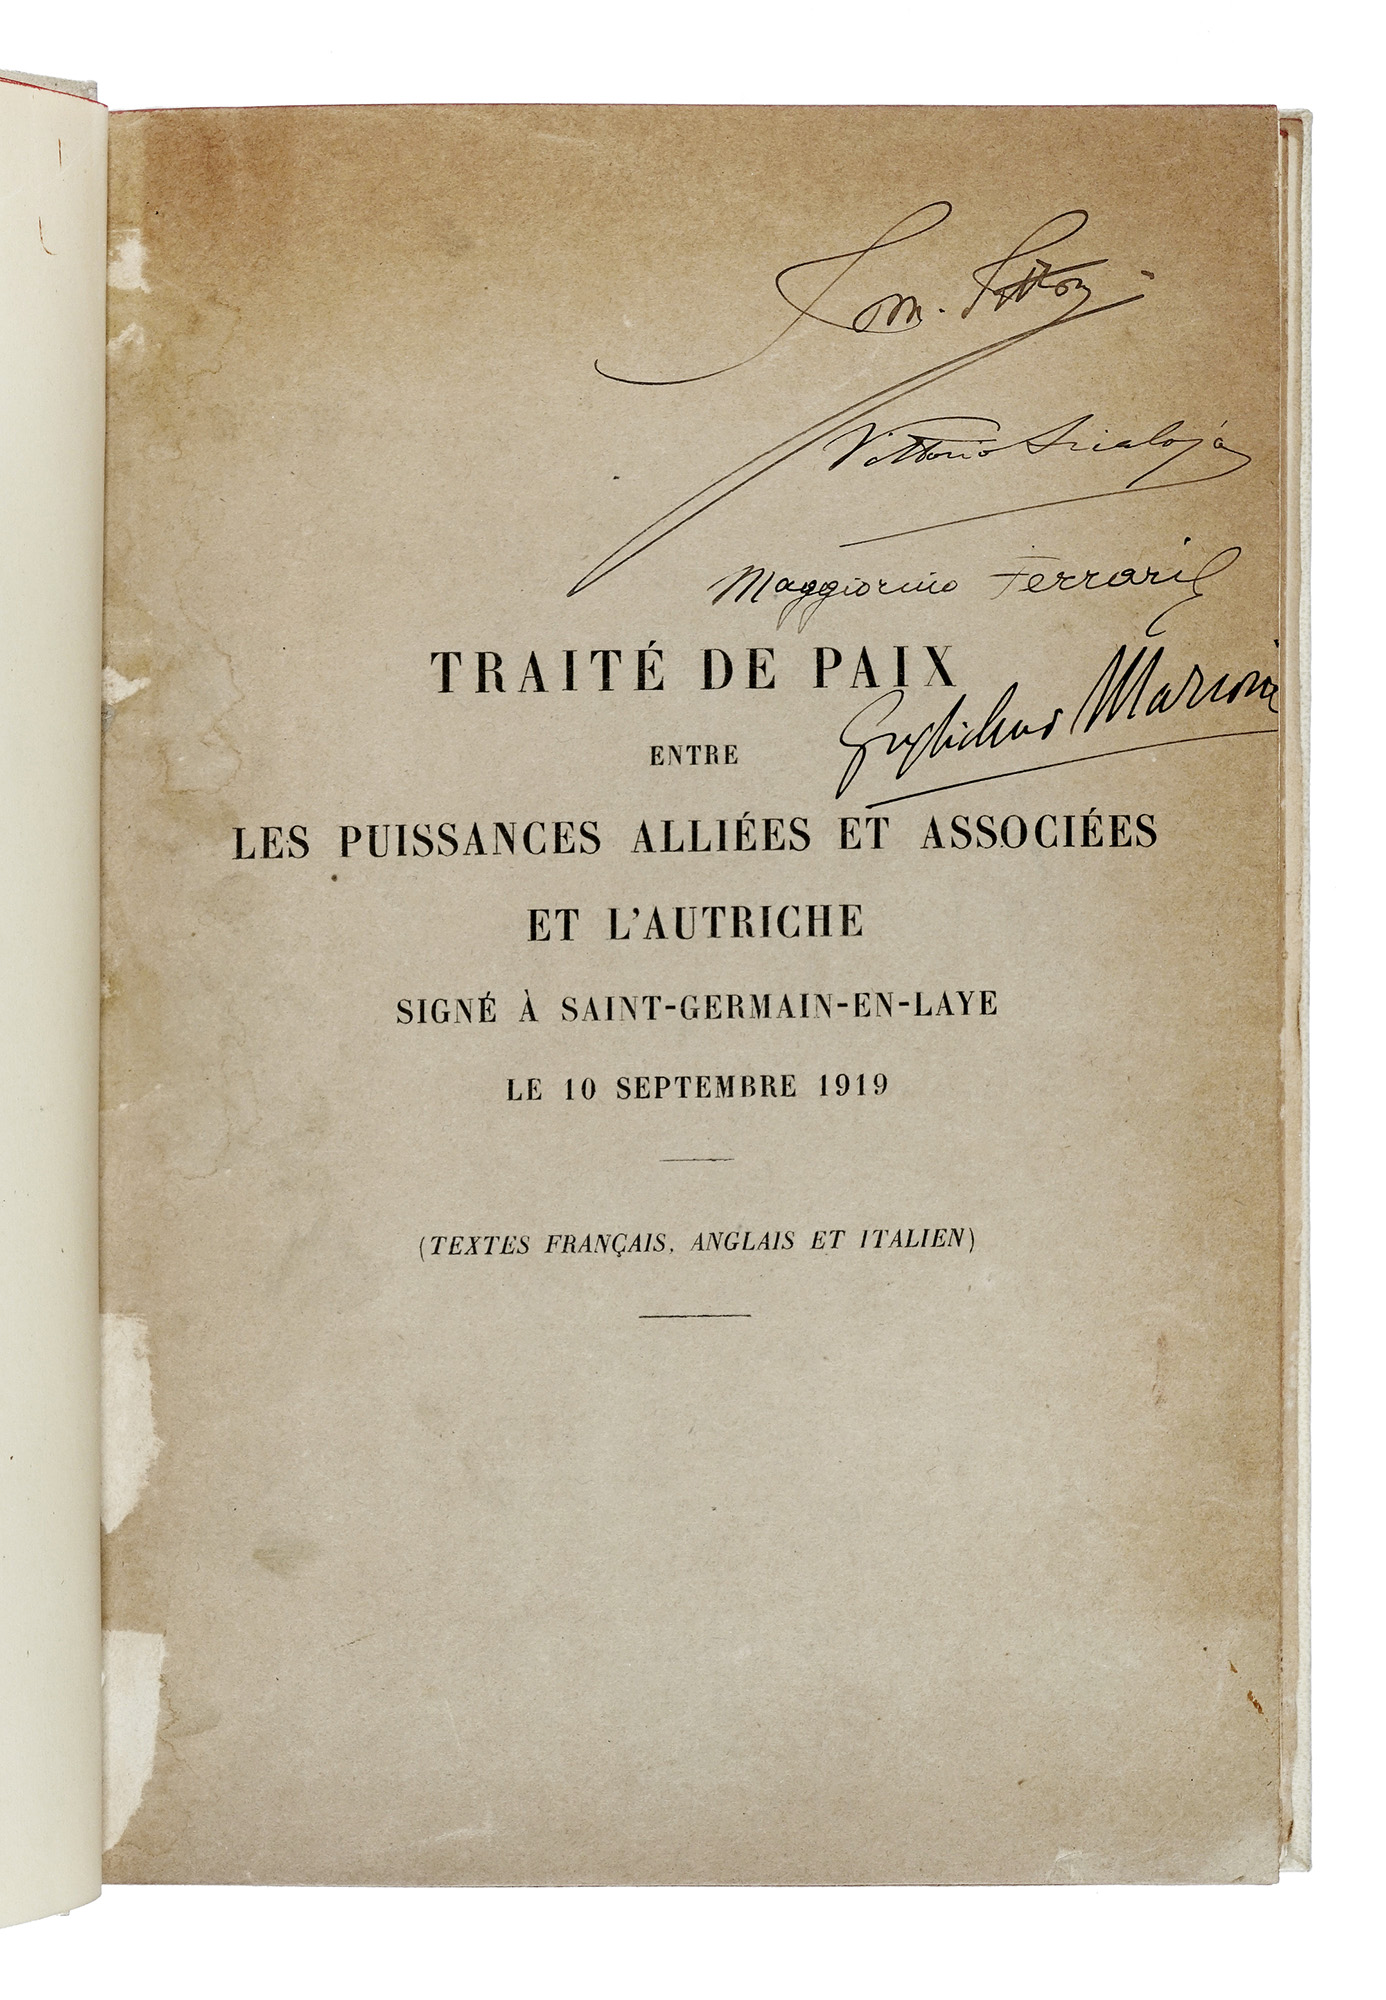 Tom. Tittoni
Vittorio Scialoja
Maggiorino Ferraris
Guglielmo Marconi
TRAITÉ DE PAIX
ENTRE
LES PUISSANCES ALLIÉES ET ASSOCIÉES
ET L'AUTRICHE
SIGNÉ À SAINT-GERMAIN-EN-LAYE
LE 10 SEPTEMBRE 1919
(TEXTES FRANÇAIS, ANGLAIS ET ITALIEN)